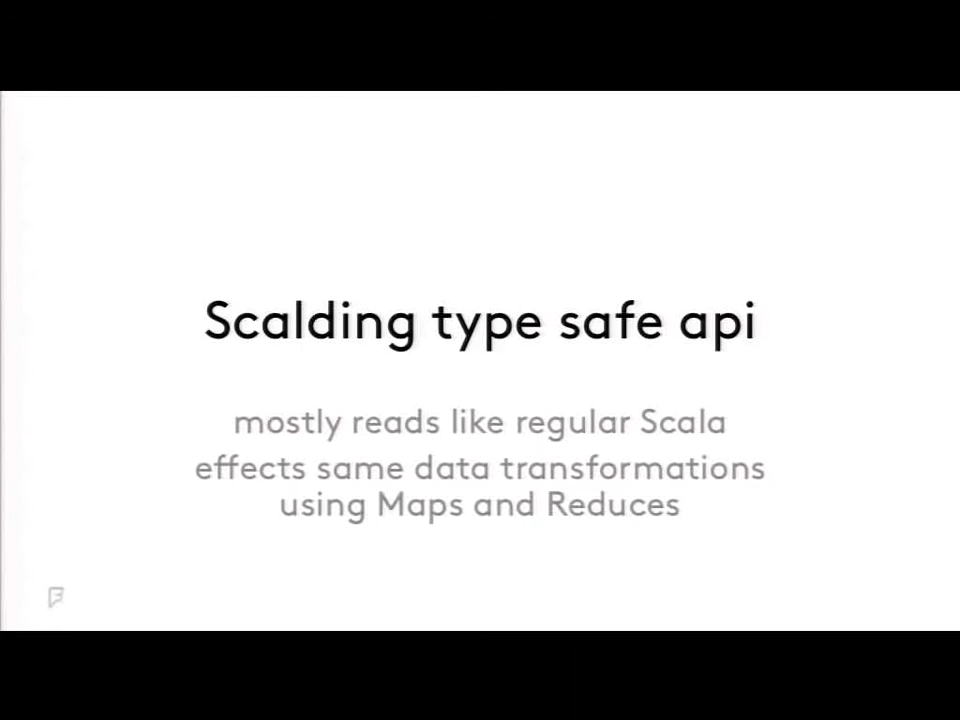 Scalding type safe api
mostly reads like regular Scala
effects same data transformations
using Maps and Reduces